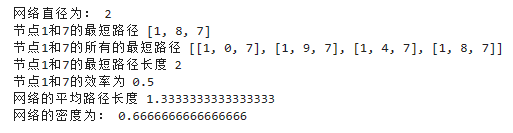 网络直径为： 2
节点1和7的最短路径 [1, 8, 7]
节点1和7的所有的最短路径 [[1, 0, 7], [1, 9, 7], [1, 4, 7], [1, 8, 7]]
节点1和7的最短路径长度 2
节点1和7的效率为 0.5
网络的平均路径长度 1.3333333333333333
网络的密度为： 0.6666666666666666